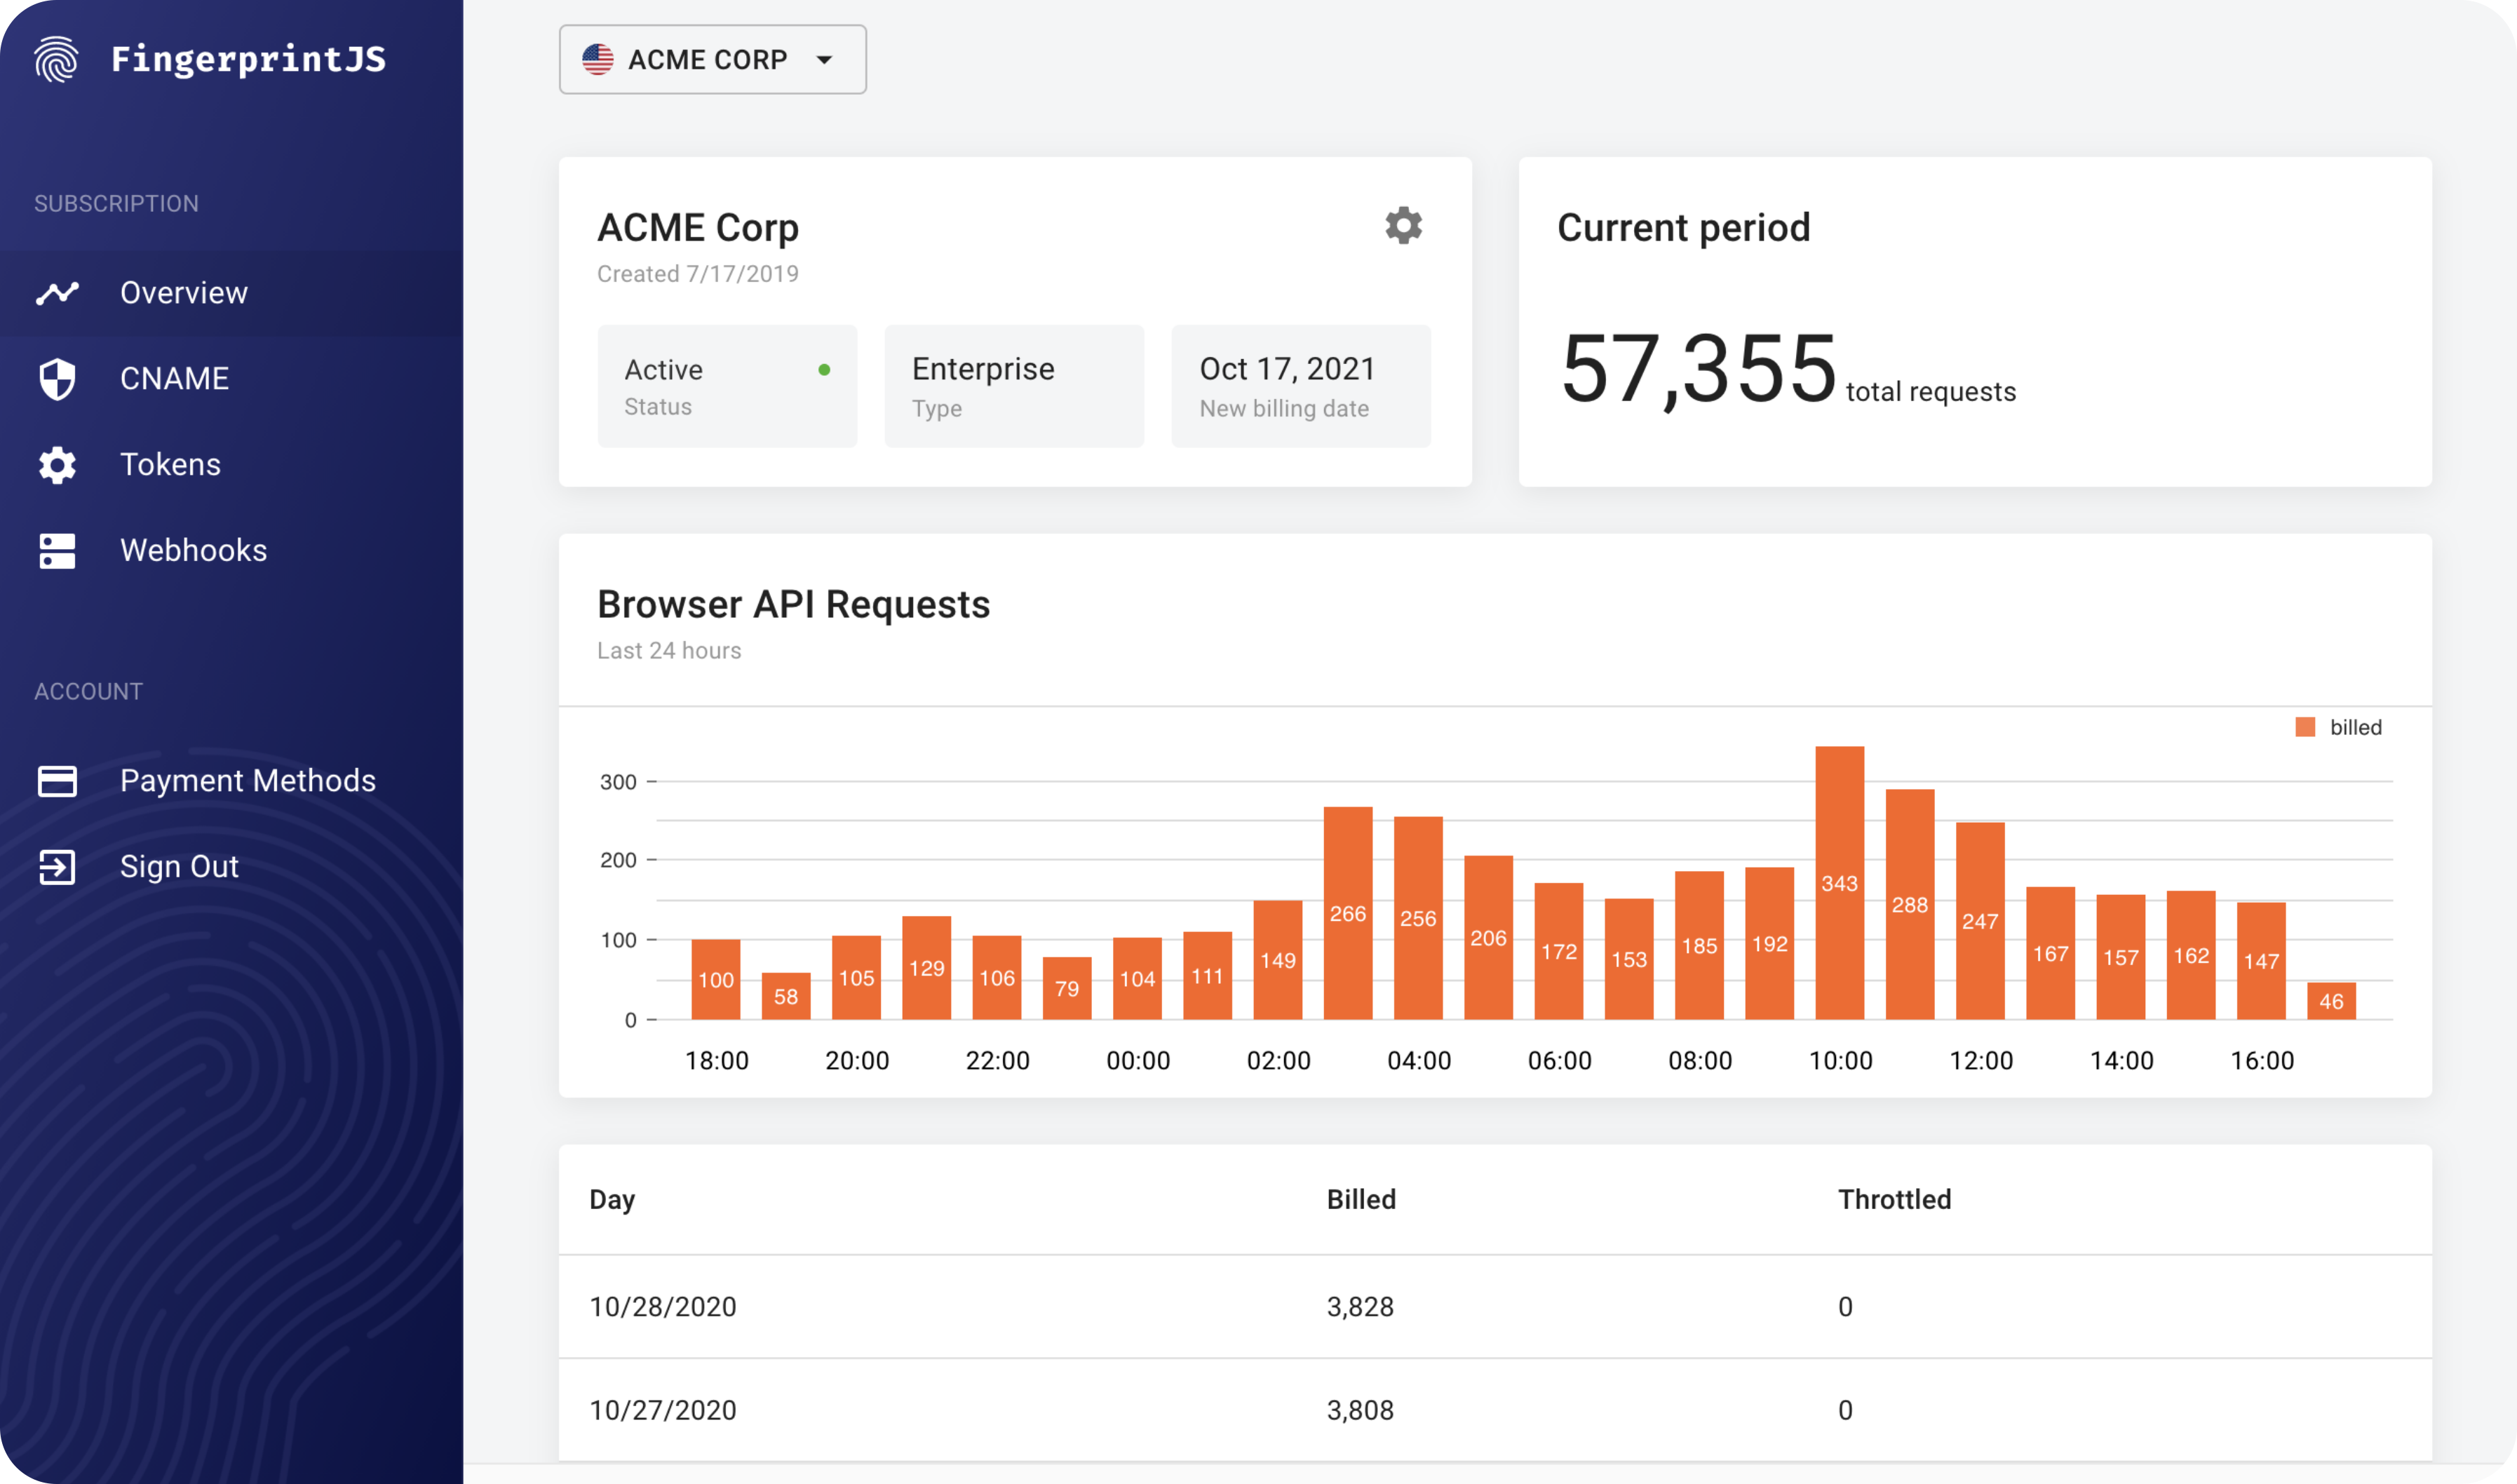 FingerprintJS
SUBSCRIPTION
Overview
CNAME
Tokens
Webhooks
ACCOUNT
Payment Methods
Sign Out
ACME CORP
ACME Corp
Created 7/17/2019
Active
Status
Enterprise
Type
Oct 17, 2021
New billing date
Current period
57,355 total requests
Browser API Requests
Last 24 hours
billed
300
200
100
0
100 58 105 129 106 79 104 111 149 266 256 206 172 153 185 192 343 288 247 167 157 162 147 46
18:00 20:00 22:00 00:00 02:00 04:00 06:00 08:00 10:00 12:00 14:00 16:00
Day Billed Throttled
10/28/2020 3,828 0
10/27/2020 3,808 0